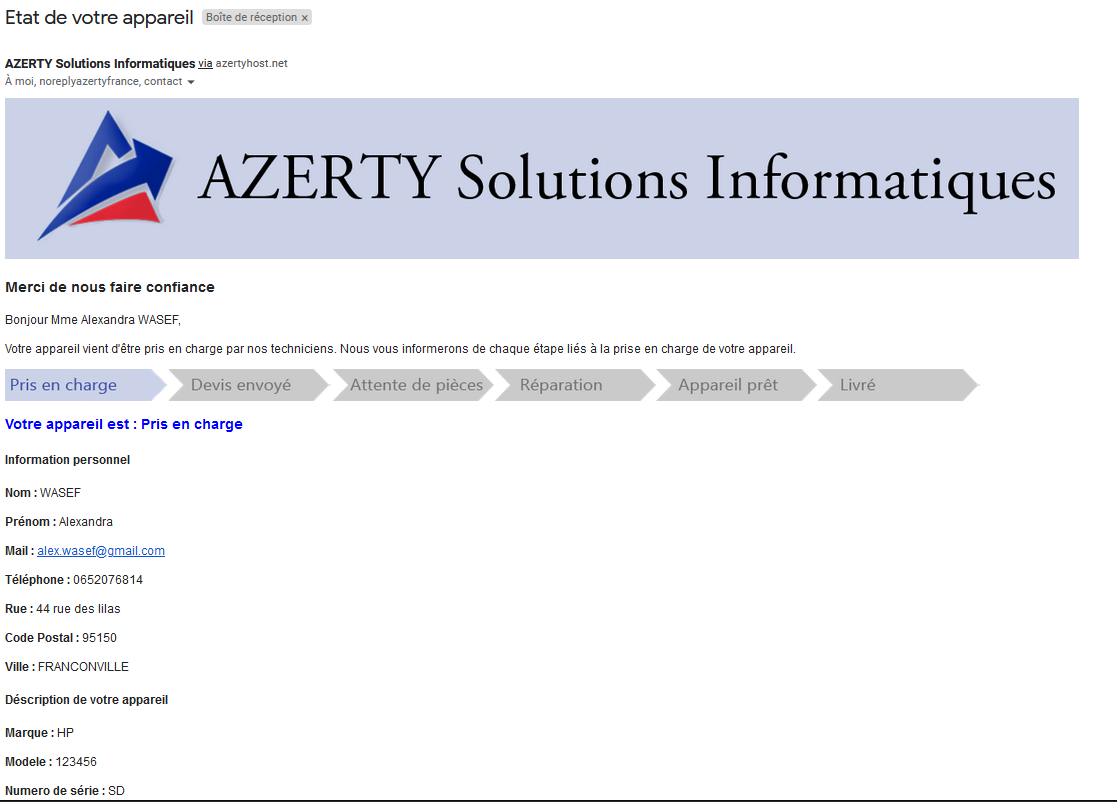 Etat de votre appareil Boîte de réception ×
AZERTY Solutions Informatiques via azertyhost.net
À moi, noreplyazertyfrance, contact
AZERTY Solutions Informatiques
Merci de nous faire confiance
Bonjour Mme Alexandra WASEF,
Votre appareil vient d'être pris en charge par nos techniciens. Nous vous informerons de chaque étape liés à la prise en charge de votre appareil.
Pris en charge Devis envoyé Attente de pièces Réparation Appareil prêt Livré
Votre appareil est : Pris en charge
Information personnel
Nom : WASEF
Prénom : Alexandra
Mail : alex.wasef@gmail.com
Téléphone : 0652076814
Rue : 44 rue des lilas
Code Postal : 95150
Ville : FRANCONVILLE
Déscription de votre appareil
Marque : HP
Modele : 123456
Numero de série : SD